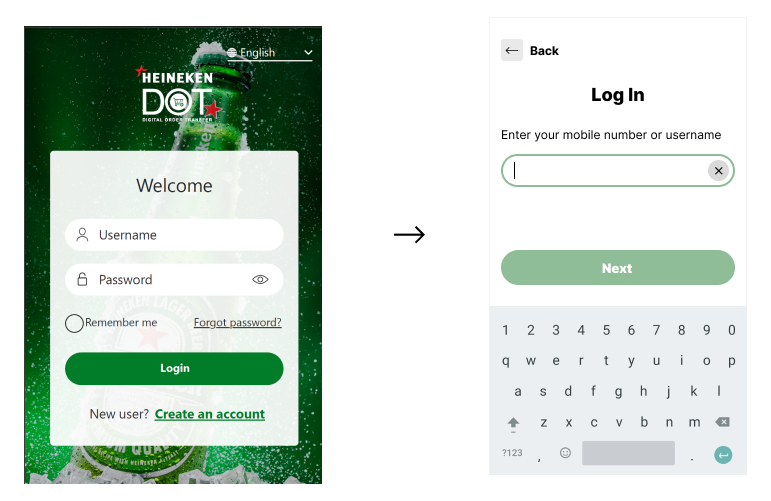 English
HEINEKEN
DOT
DIGITAL ORDER TRANSFER
Welcome
Username
Password
Remember me
Forgot password?
Login
New user? Create an account
Back
Log In
Enter your mobile number or username
Next
1 2 3 4 5 6 7 8 9 0
q w e r t y u i o p
a s d f g h j k l
z x c v b n m
?123 , .